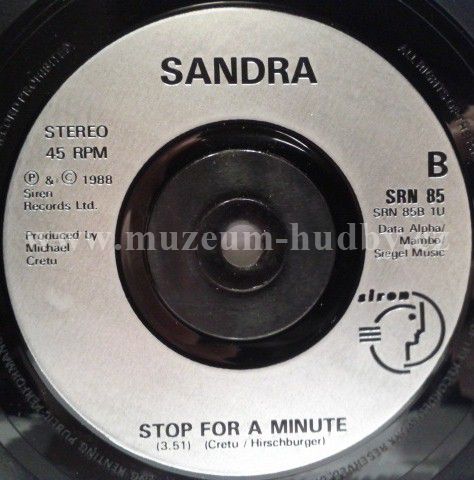 SANDRA
STEREO
45 RPM
B
℗ & © 1988
Siren
Records Ltd.
SRN 85
SRN 85B 1U
Produced by
Michael
Cretu
Data Alpha/
Mambo/
Siegel Music
www.muzeum-hudby.cz
siren
STOP FOR A MINUTE
(3.51) (Cretu / Hirschburger)